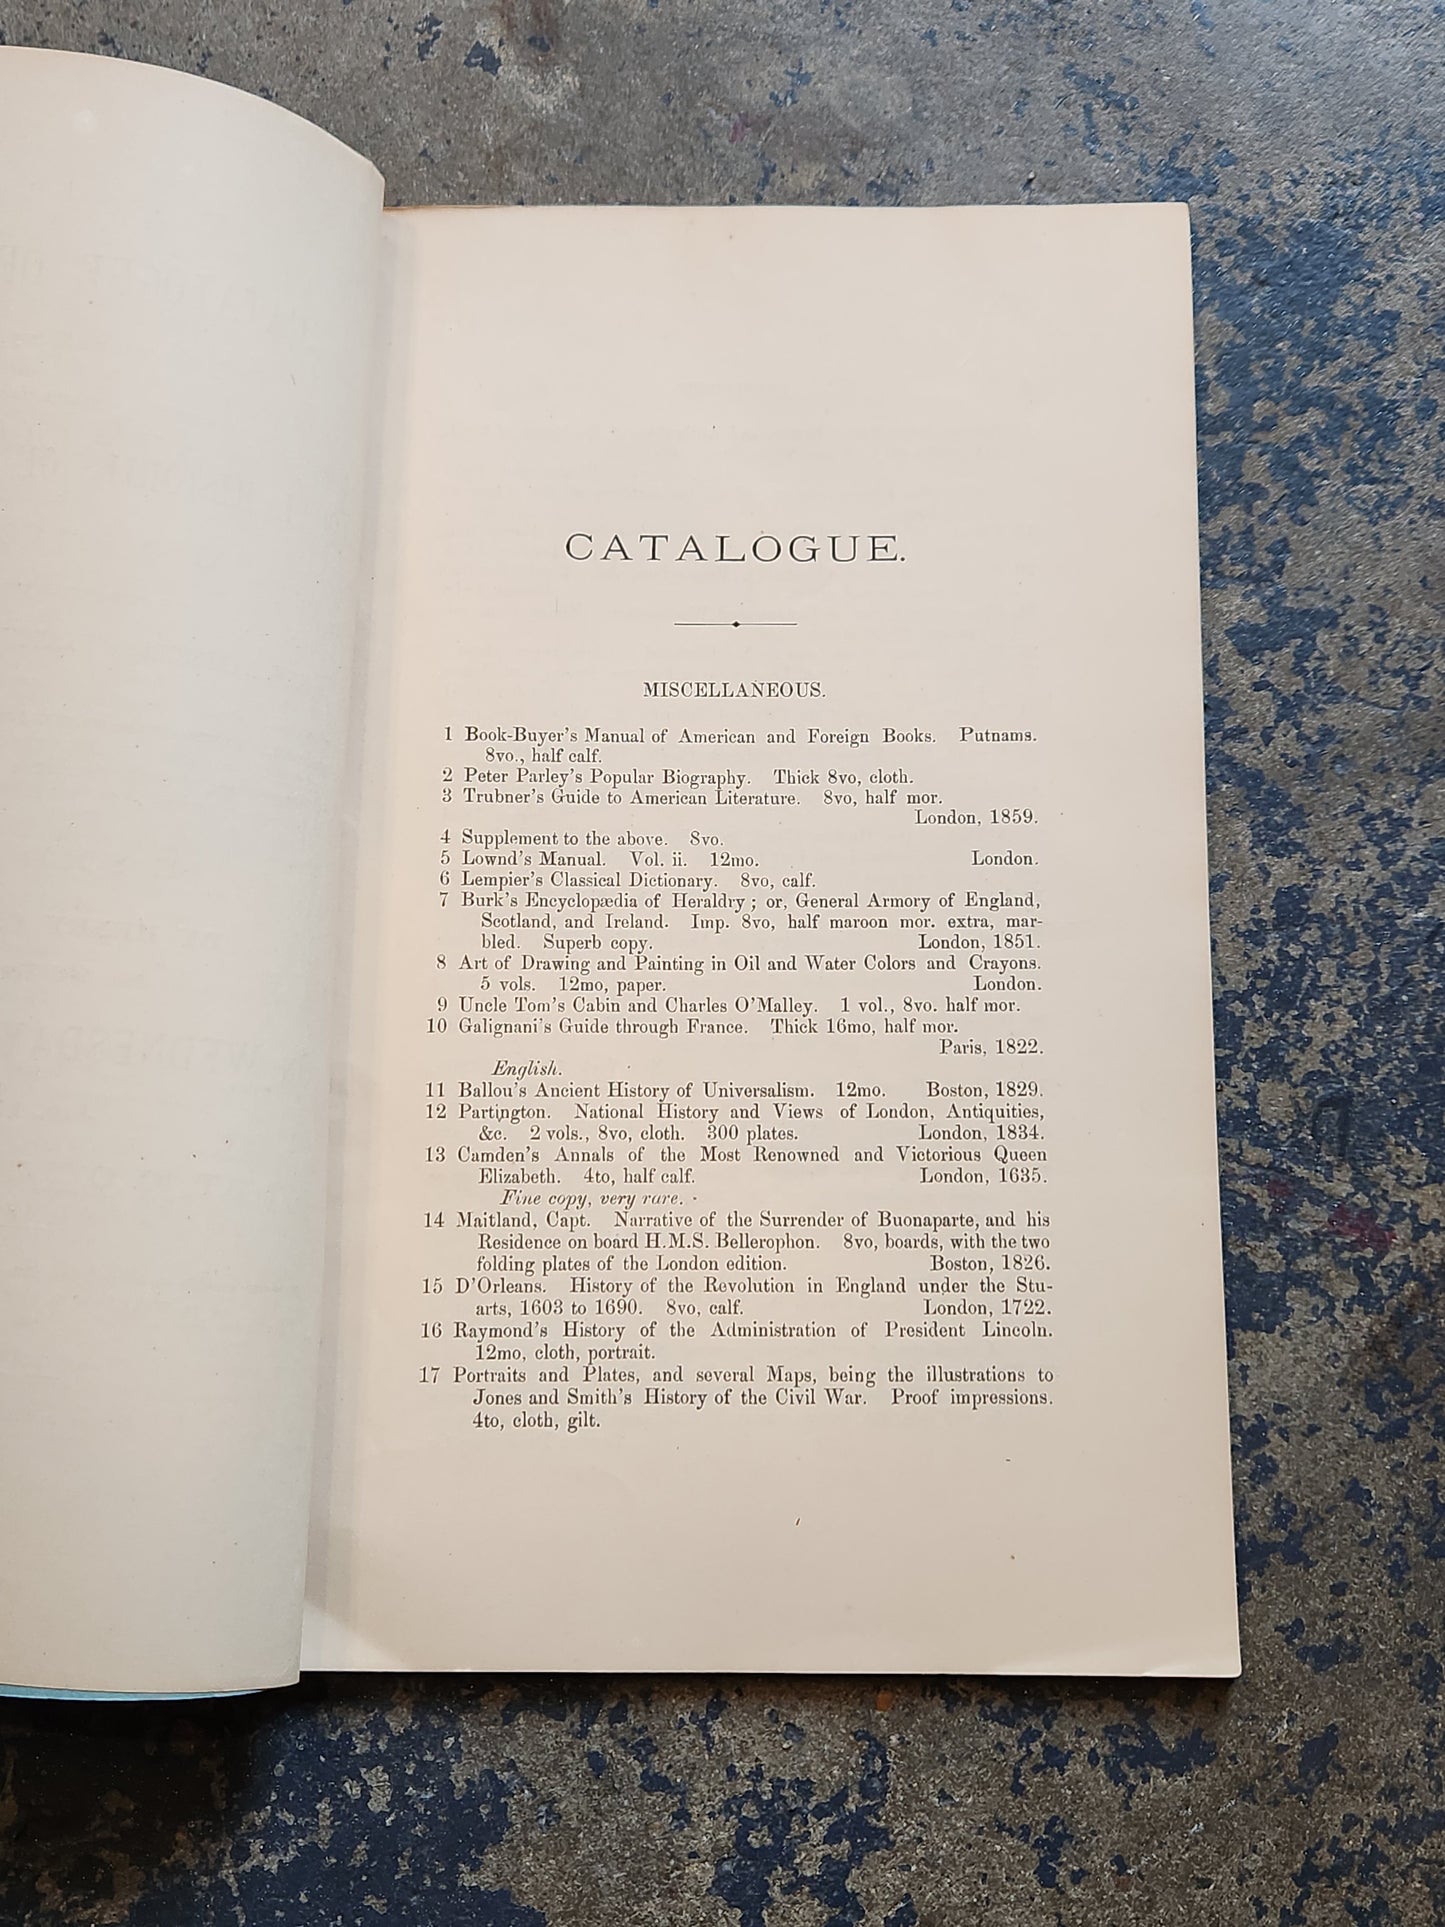 CATALOGUE.
MISCELLANEOUS.
1 Book-Buyer's Manual of American and Foreign Books. Putnams.
8vo., half calf.
2 Peter Parley's Popular Biography. Thick 8vo, cloth.
3 Trubner's Guide to American Literature. 8vo, half mor.
London, 1859.
4 Supplement to the above. 8vo.
5 Lownd's Manual. Vol. ii. 12mo. London.
6 Lempier's Classical Dictionary. 8vo, calf.
7 Burk's Encyclopædia of Heraldry ; or, General Armory of England,
Scotland, and Ireland. Imp. 8vo, half maroon mor. extra, mar-
bled. Superb copy. London, 1851.
8 Art of Drawing and Painting in Oil and Water Colors and Crayons.
5 vols. 12mo, paper. London.
9 Uncle Tom's Cabin and Charles O'Malley. 1 vol., 8vo. half mor.
10 Galignani's Guide through France. Thick 16mo, half mor.
Paris, 1822.
English.
11 Ballou's Ancient History of Universalism. 12mo. Boston, 1829.
12 Partington. National History and Views of London, Antiquities,
&c. 2 vols., 8vo, cloth. 300 plates. London, 1834.
13 Camden's Annals of the Most Renowned and Victorious Queen
Elizabeth. 4to, half calf. London, 1635.
Fine copy, very rare.
14 Maitland, Capt. Narrative of the Surrender of Buonaparte, and his
Residence on board H.M.S. Bellerophon. 8vo, boards, with the two
folding plates of the London edition. Boston, 1826.
15 D'Orleans. History of the Revolution in England under the Stu-
arts, 1603 to 1690. 8vo, calf. London, 1722.
16 Raymond's History of the Administration of President Lincoln.
12mo, cloth, portrait.
17 Portraits and Plates, and several Maps, being the illustrations to
Jones and Smith's History of the Civil War. Proof impressions.
4to, cloth, gilt.